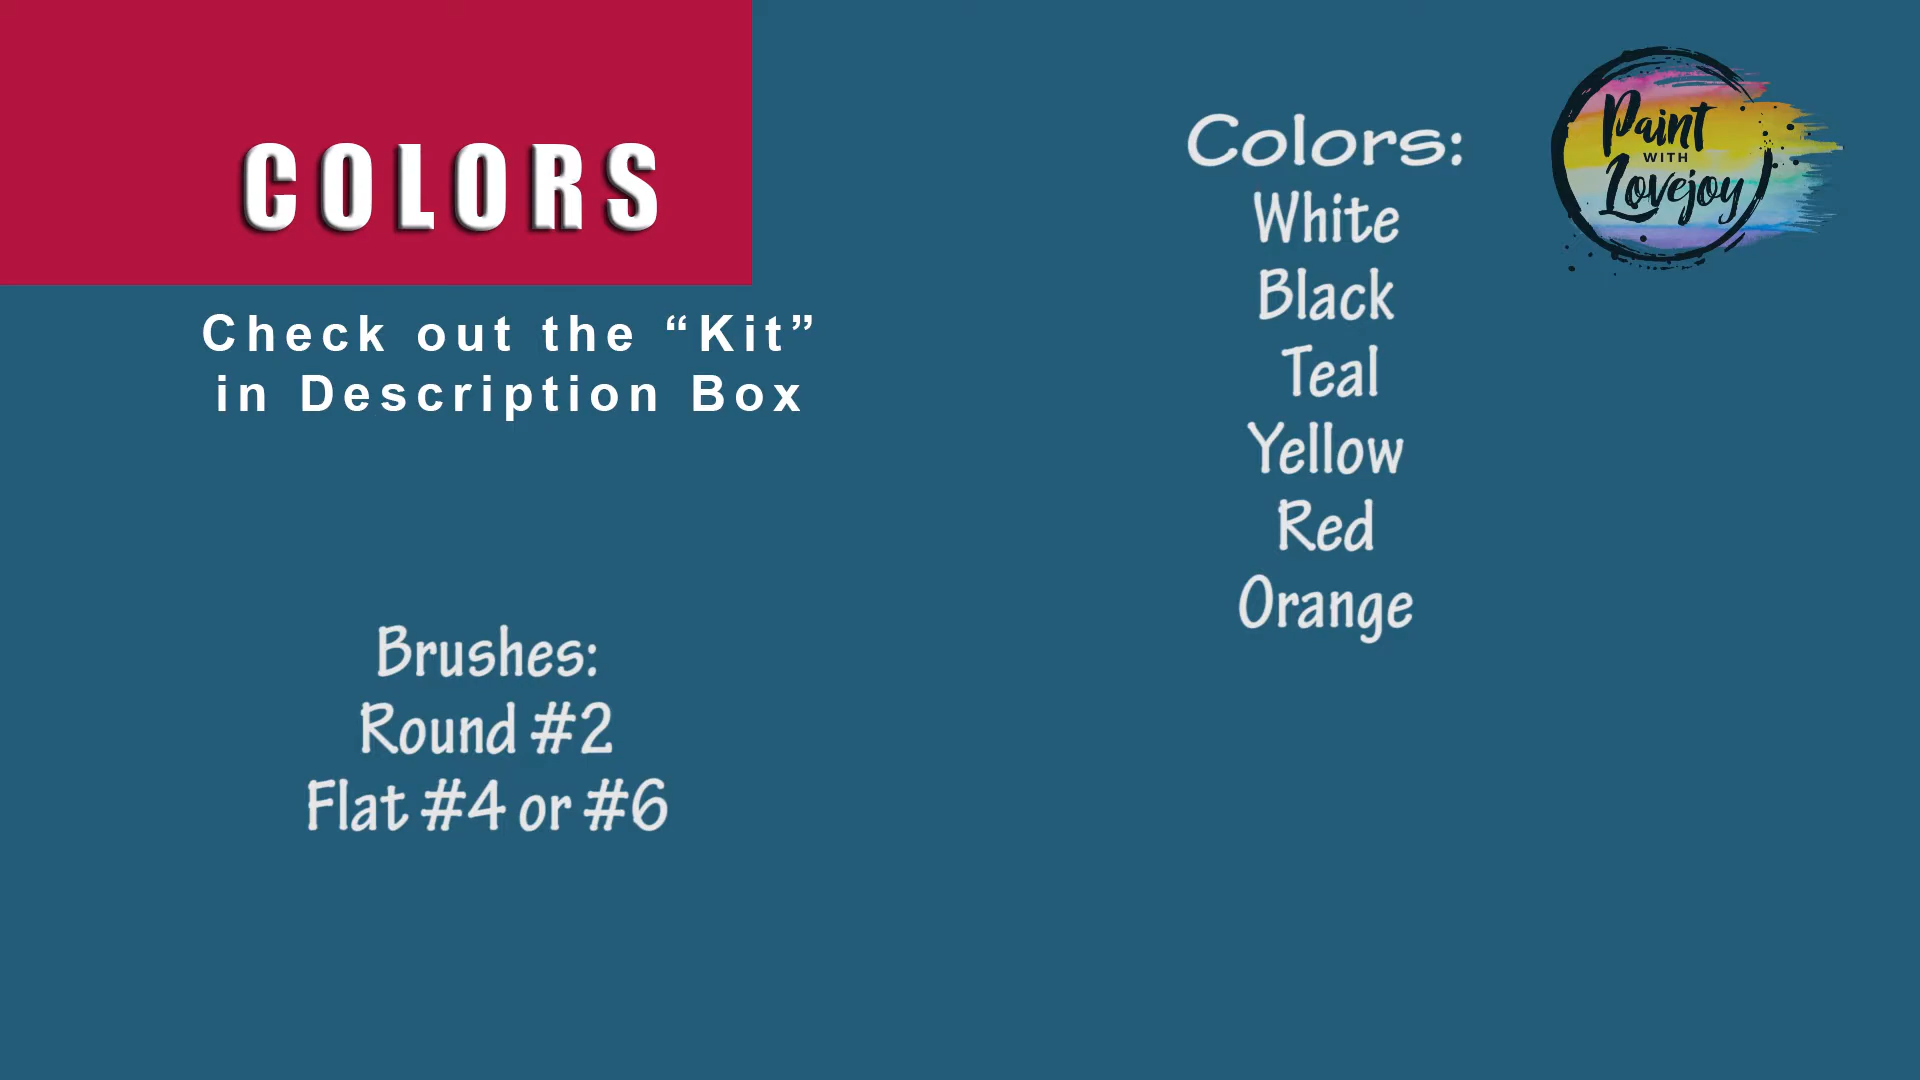 COLORS
Check out the “Kit”
in Description Box
Brushes:
Round #2
Flat #4 or #6
Colors:
White
Black
Teal
Yellow
Red
Orange
Paint
WITH
Lovejoy